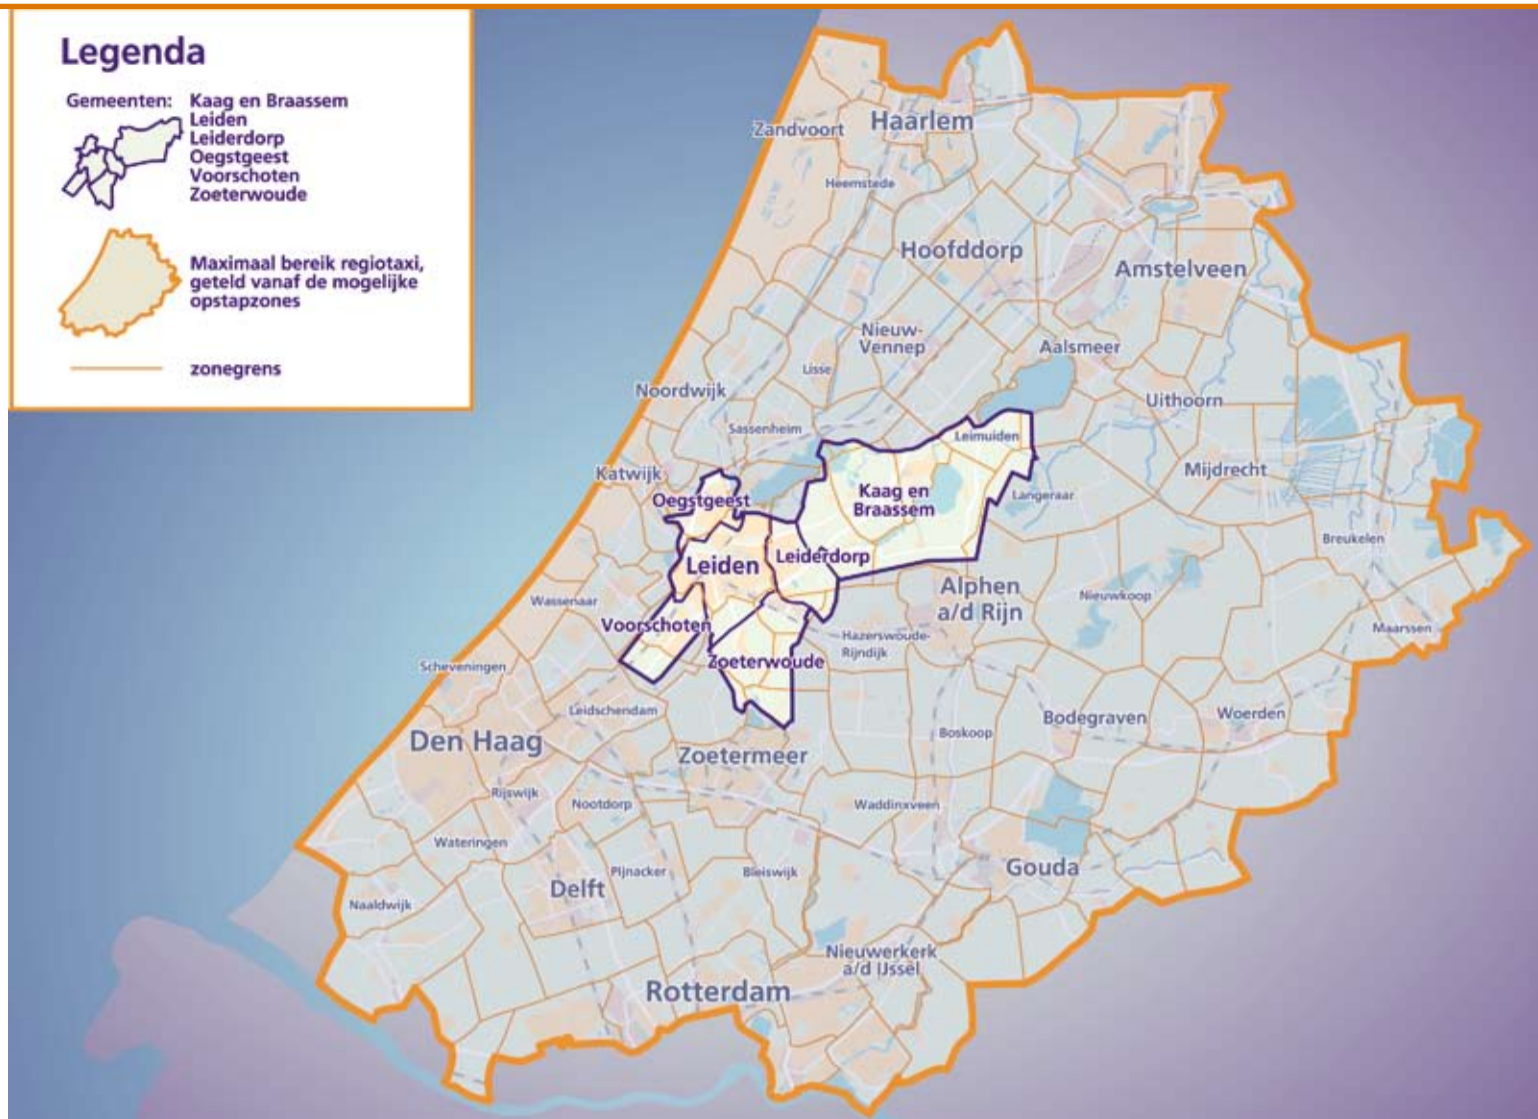 Legenda
Gemeenten: Kaag en Braassem
Leiden
Leiderdorp
Oegstgeest
Voorschoten
Zoeterwoude
Maximaal bereik regiotaxi,
geteld vanaf de mogelijke
opstapzones
zonegrens
Zandvoort
Haarlem
Heemstede
Hoofddorp
Amstelveen
Nieuw-
Vennep
Aalsmeer
Lisse
Noordwijk
Uithoorn
Sassenheim
Leimuiden
Katwijk
Mijdrecht
Oegstgeest
Kaag en
Braassem
Langeraar
Breukelen
Leiden
Leiderdorp
Alphen
a/d Rijn
Nieuwkoop
Wassenaar
Voorschoten
Hazerswoude-
Rijndijk
Maarssen
Zoeterwoude
Scheveningen
Leidschendam
Bodegraven
Woerden
Den Haag
Boskoop
Zoetermeer
Rijswijk
Nootdorp
Waddinxveen
Wateringen
Pijnacker
Bleiswijk
Gouda
Delft
Naaldwijk
Nieuwerkerk
a/d IJssel
Rotterdam